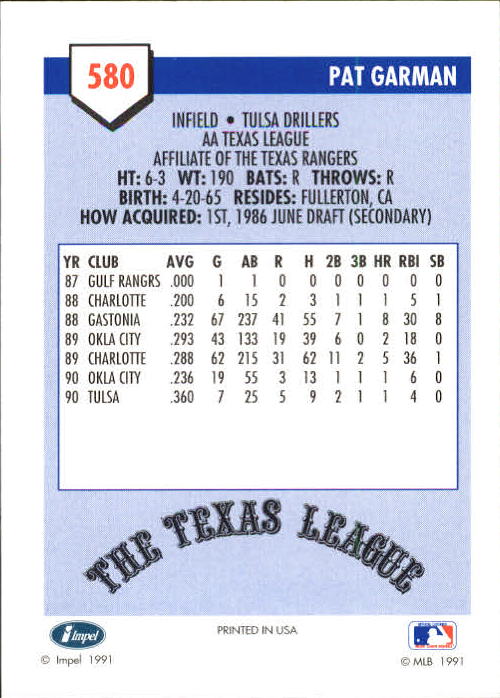 580
PAT GARMAN
INFIELD • TULSA DRILLERS
AA TEXAS LEAGUE
AFFILIATE OF THE TEXAS RANGERS
HT: 6-3 WT: 190 BATS: R THROWS: R
BIRTH: 4-20-65 RESIDES: FULLERTON, CA
HOW ACQUIRED: 1ST, 1986 JUNE DRAFT (SECONDARY)
YR CLUB AVG G AB R H 2B 3B HR RBI SB
87 GULF RANGRS .000 1 1 0 0 0 0 0 0 0
88 CHARLOTTE .200 6 15 2 3 1 1 1 5 1
88 GASTONIA .232 67 237 41 55 7 1 8 30 8
89 OKLA CITY .293 43 133 19 39 6 0 2 18 0
89 CHARLOTTE .288 62 215 31 62 11 2 5 36 1
90 OKLA CITY .236 19 55 3 13 1 1 1 6 0
90 TULSA .360 7 25 5 9 2 1 1 4 0
THE TEXAS LEAGUE
Impel
PRINTED IN USA
© Impel 1991
© MLB 1991